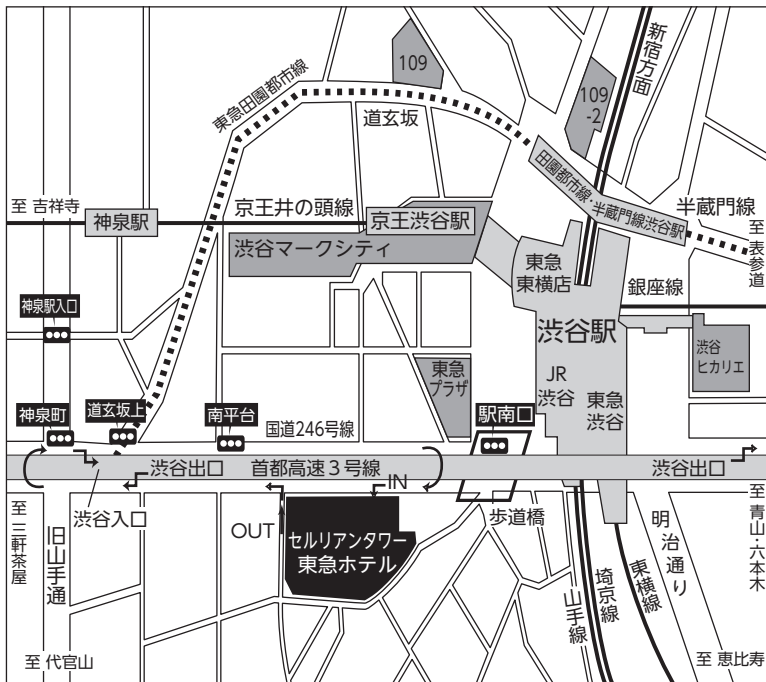 109
109
-2
新宿方面
東急田園都市線
道玄坂
田園都市線・半蔵門線渋谷駅
半蔵門線
至 表参道
至 吉祥寺
神泉駅
京王井の頭線
京王渋谷駅
渋谷マークシティ
東急
東横店
銀座線
神泉駅入口
渋谷駅
渋谷
ヒカリエ
JR
渋谷
東急
渋谷
東急
プラザ
神泉町
道玄坂上
南平台
国道246号線
駅南口
渋谷出口
首都高速3号線
渋谷出口
IN
渋谷入口
OUT
セルリアンタワー
東急ホテル
歩道橋
至 三軒茶屋
旧山手通
山手線
埼京線
東横線
明治通り
至 青山・六本木
至 代官山
至 恵比寿